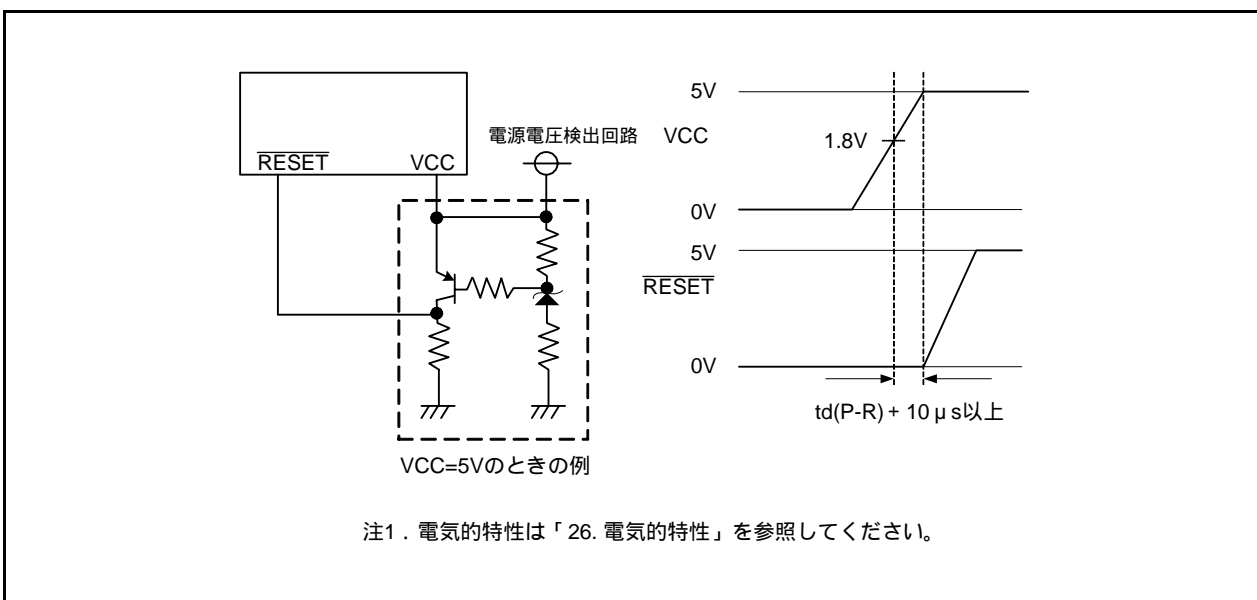 RESET
VCC
電源電圧検出回路
VCC=5Vのときの例
5V
VCC
1.8V
0V
5V
RESET
0V
td(P-R) + 10 µ s以上
注1 . 電気的特性は「 26. 電気的特性」を参照してください。